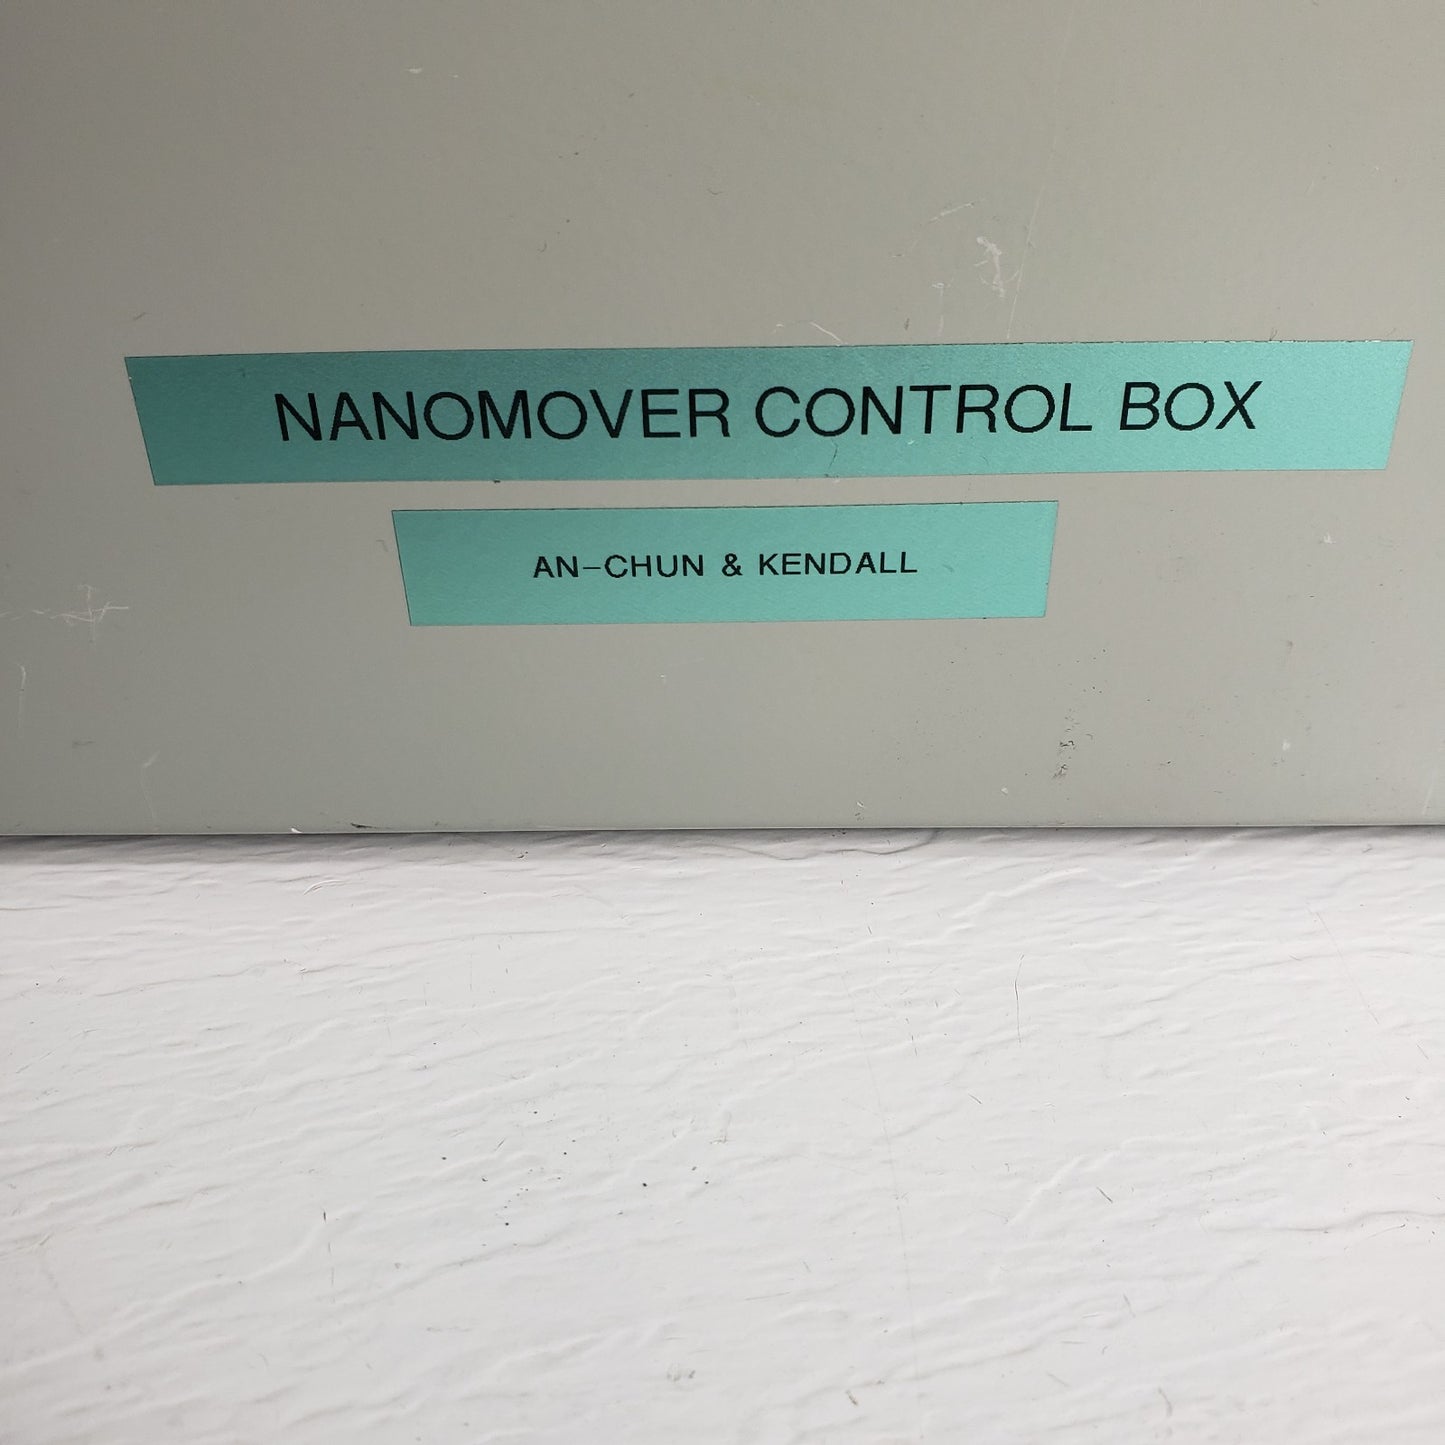 NANOMOVER CONTROL BOX
AN-CHUN & KENDALL